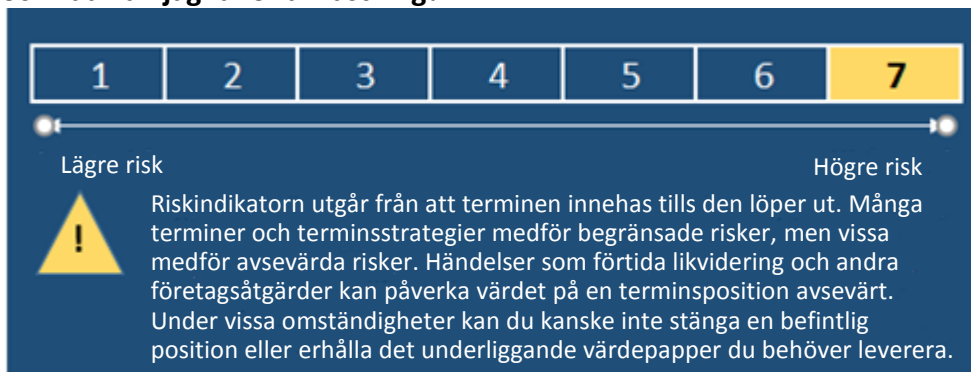 1 2 3 4 5 6 7
Lägre risk Högre risk
Riskindikatorn utgår från att terminen innehas tills den löper ut. Många
! terminer och terminsstrategier medför begränsade risker, men vissa
medför avsevärda risker. Händelser som förtida likvidering och andra
företagsåtgärder kan påverka värdet på en terminsposition avsevärt.
Under vissa omständigheter kan du kanske inte stänga en befintlig
position eller erhålla det underliggande värdepapper du behöver leverera.